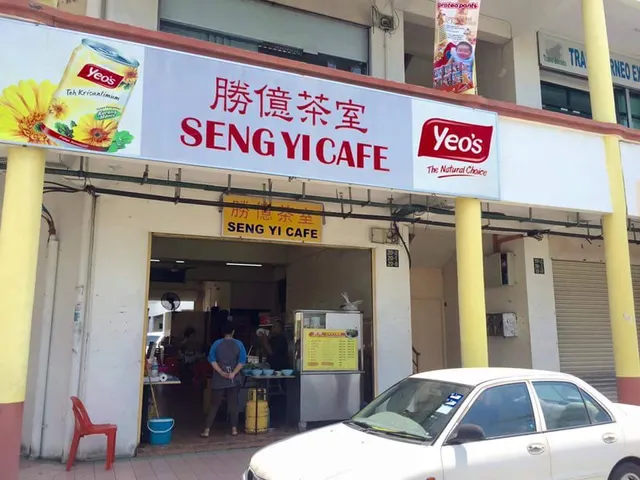 Yeo's
Teh Krisantimum
勝億茶室
SENG YI CAFE
Yeo's
The Natural Choice
勝億茶室
SENG YI CAFE